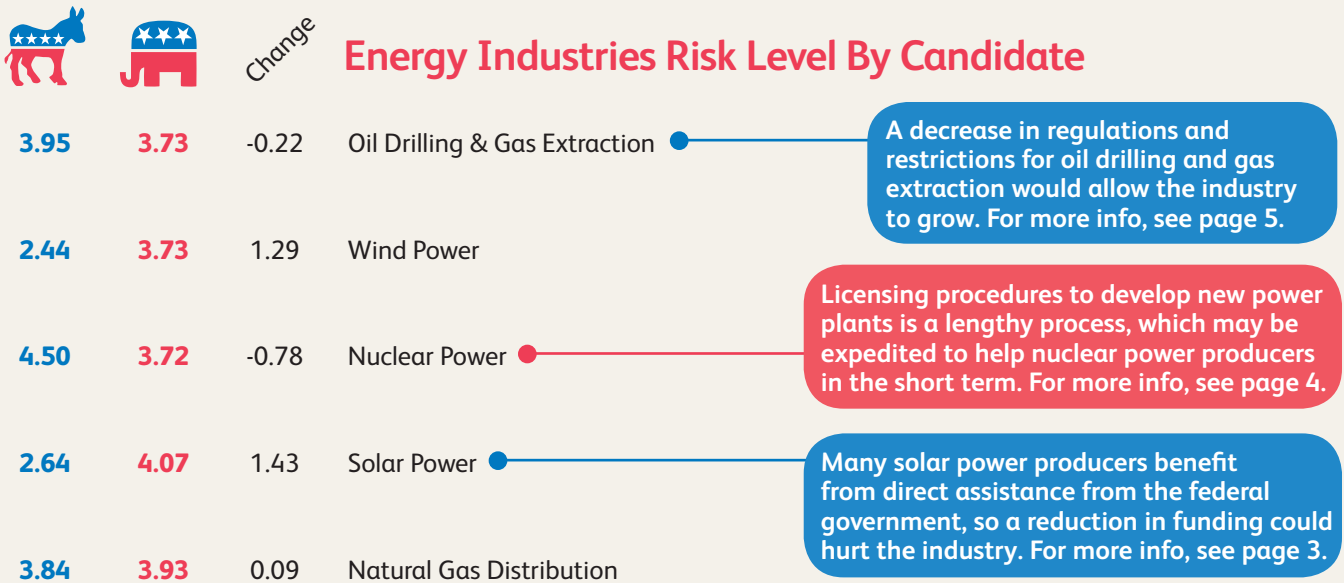 Change
Energy Industries Risk Level By Candidate
3.95 3.73 -0.22 Oil Drilling & Gas Extraction
A decrease in regulations and
restrictions for oil drilling and gas
extraction would allow the industry
to grow. For more info, see page 5.
2.44 3.73 1.29 Wind Power
4.50 3.72 -0.78 Nuclear Power
Licensing procedures to develop new power
plants is a lengthy process, which may be
expedited to help nuclear power producers
in the short term. For more info, see page 4.
2.64 4.07 1.43 Solar Power
Many solar power producers benefit
from direct assistance from the federal
government, so a reduction in funding could
hurt the industry. For more info, see page 3.
3.84 3.93 0.09 Natural Gas Distribution